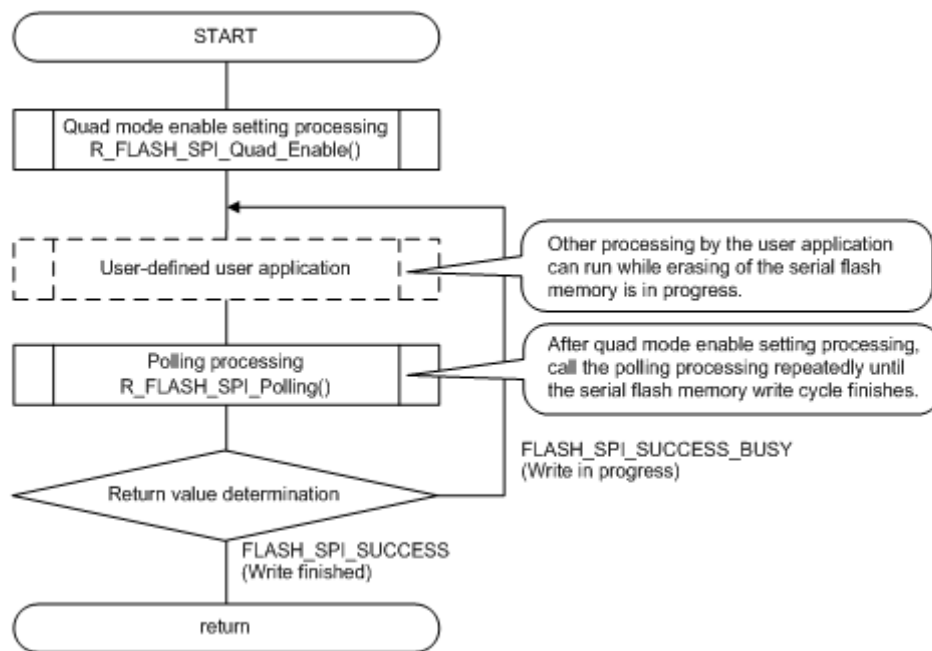 START
Quad mode enable setting processing
R_FLASH_SPI_Quad_Enable()
User-defined user application
Other processing by the user application
can run while erasing of the serial flash
memory is in progress.
Polling processing
R_FLASH_SPI_Polling()
After quad mode enable setting processing,
call the polling processing repeatedly until
the serial flash memory write cycle finishes.
FLASH_SPI_SUCCESS_BUSY
(Write in progress)
Return value determination
FLASH_SPI_SUCCESS
(Write finished)
return